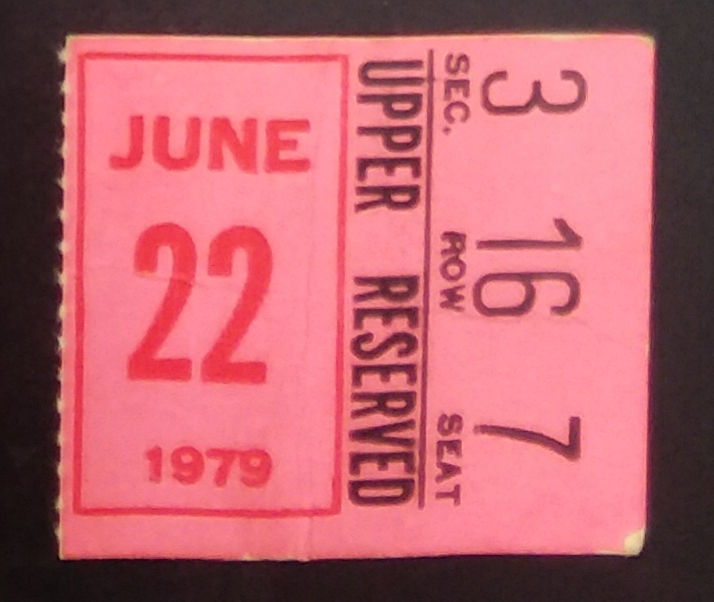 JUNE
22
1979
3 16 7
SEC. ROW SEAT
UPPER RESERVED